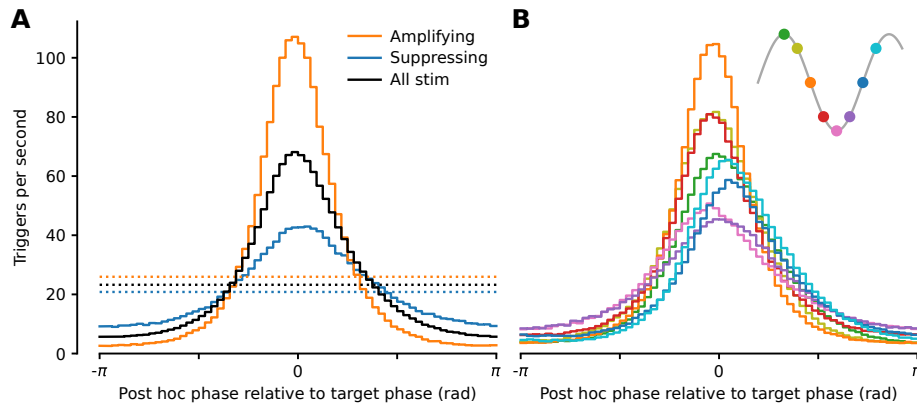 A
B
Amplifying
Suppressing
All stim
Triggers per second
100
80
60
40
20
0
-π
0
π
-π
0
π
Post hoc phase relative to target phase (rad)
Post hoc phase relative to target phase (rad)